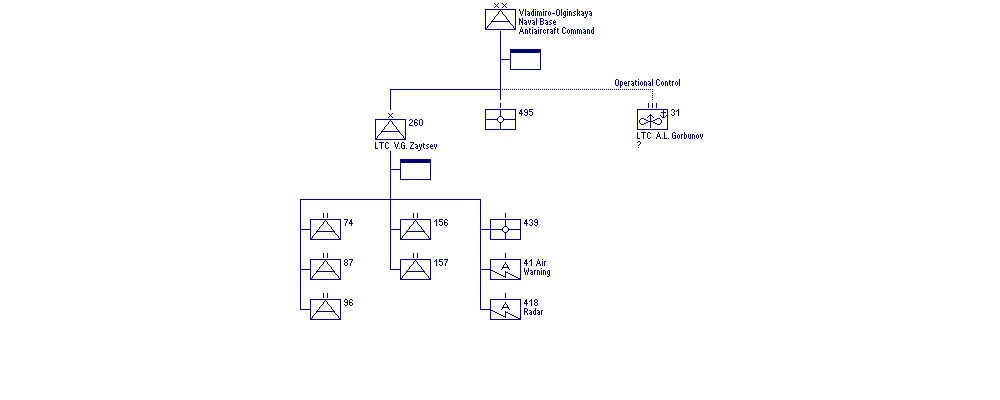 Vladimiro-Olginskaya
Naval Base
Antiaircraft Command
Operational Control
260
LTC V.G. Zaytsev
495
31
LTC A.L. Gorbunov
?
74
156
439
87
157
41 Air
Warning
96
418
Radar